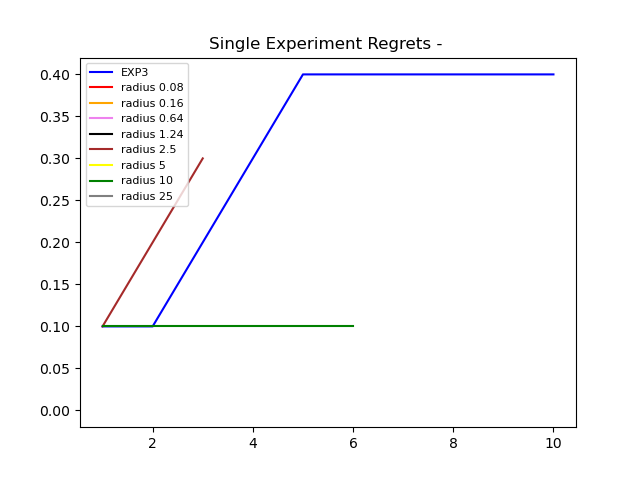 Single Experiment Regrets -
0.40
0.35
0.30
0.25
0.20
0.15
0.10
0.05
0.00
EXP3
radius 0.08
radius 0.16
radius 0.64
radius 1.24
radius 2.5
radius 5
radius 10
radius 25
2 4 6 8 10